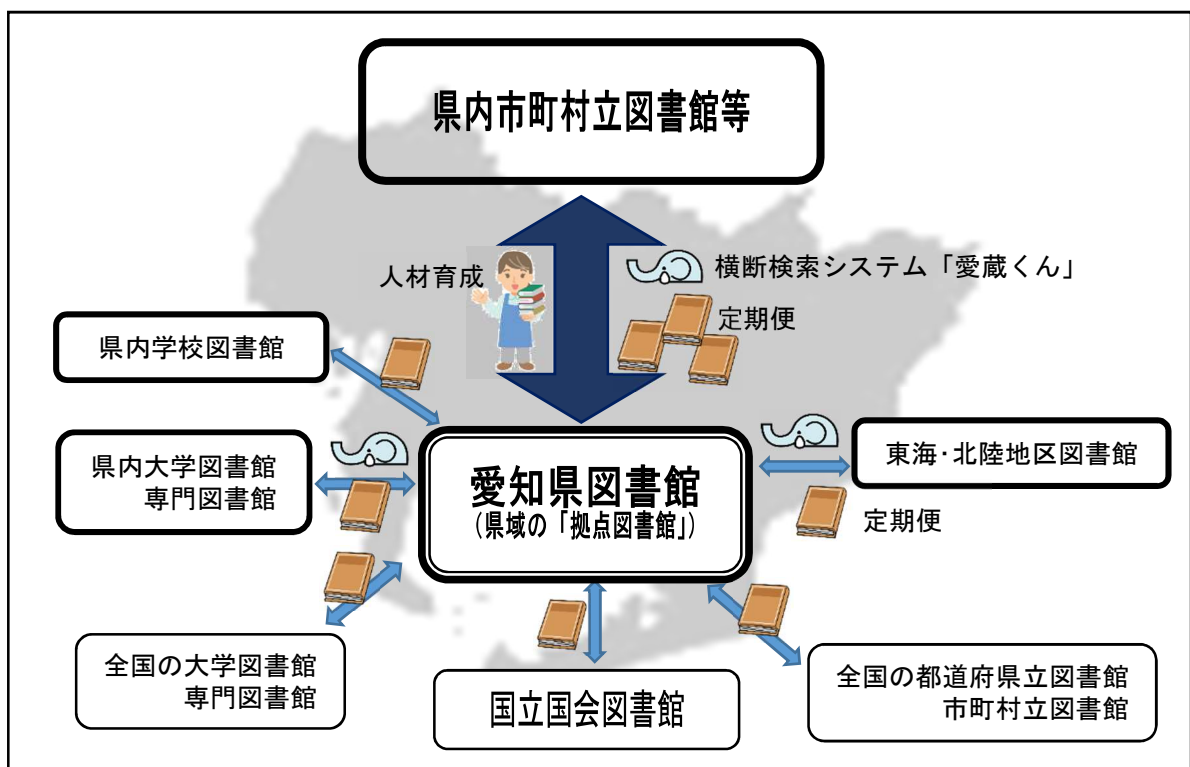 県内市町村立図書館等
人材育成
横断検索システム「愛蔵くん」
定期便
県内学校図書館
県内大学図書館
専門図書館
愛知県図書館
(県域の「拠点図書館」)
東海・北陸地区図書館
定期便
全国の大学図書館
専門図書館
国立国会図書館
全国の都道府県立図書館
市町村立図書館